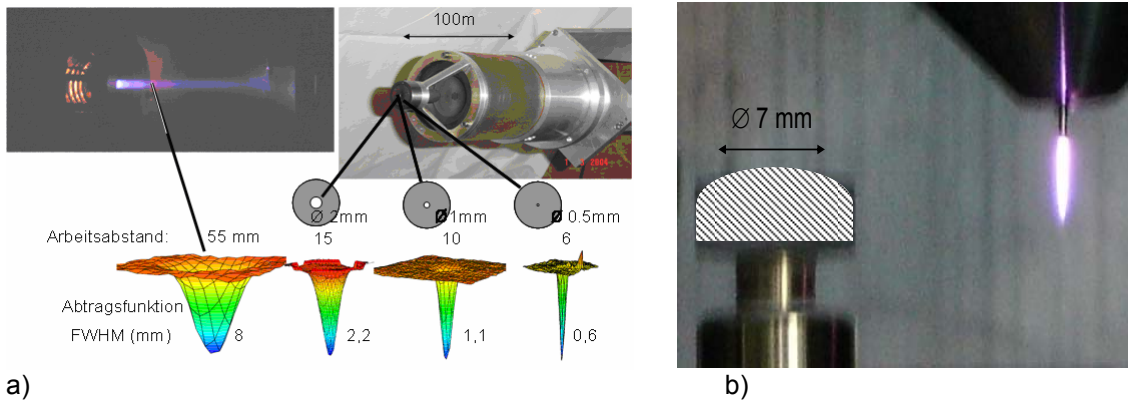 100m
Ø 7 mm
Ø 2mm
Ø1mm
Ø 0.5mm
Arbeitsabstand:
55 mm
15
10
6
Abtragsfunktion
FWHM (mm)
8
2,2
1,1
0,6
a)
b)